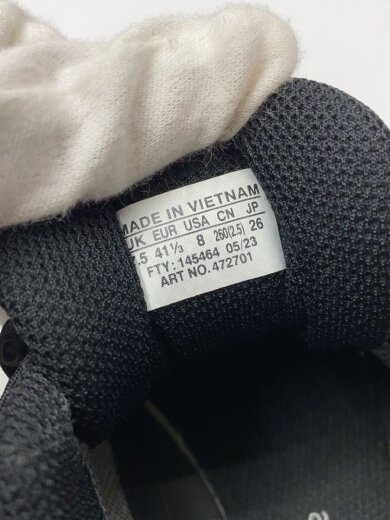 MADE IN VIETNAM
UK EUR USA CN JP
7.5 41⅓ 8 260(2.5) 26
FTY: 145464 05/23
ART NO. 472701